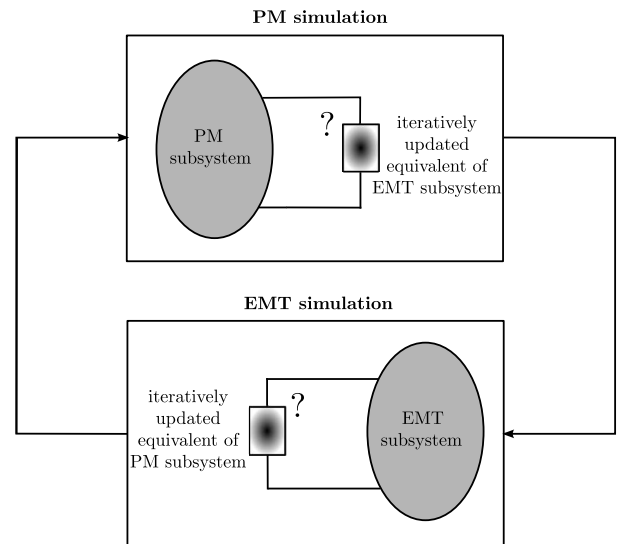 PM simulation
PM
subsystem
?
iteratively
updated
equivalent of
EMT subsystem
EMT simulation
iteratively
updated
equivalent of
PM subsystem
?
EMT
subsystem